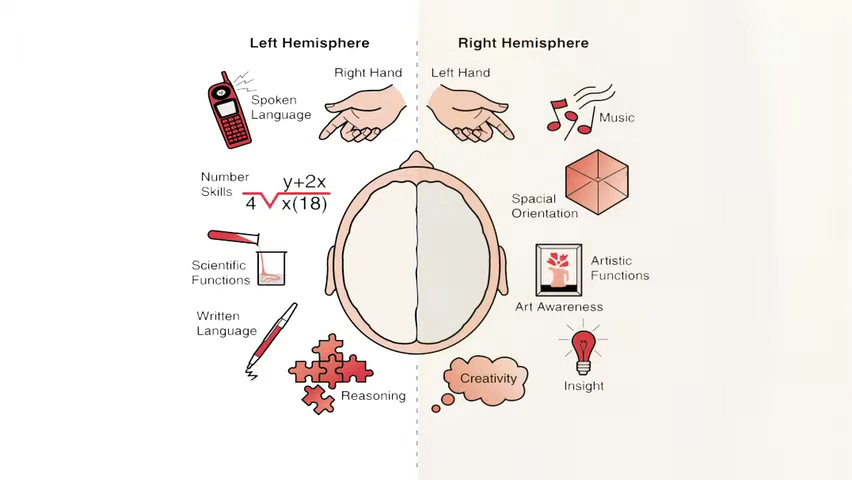 Left Hemisphere
Right Hemisphere
Right Hand
Left Hand
Spoken
Language
Music
Number
Skills
y+2x
4
x(18)
Spacial
Orientation
Scientific
Functions
Artistic
Functions
Art Awareness
Written
Language
Reasoning
Creativity
Insight